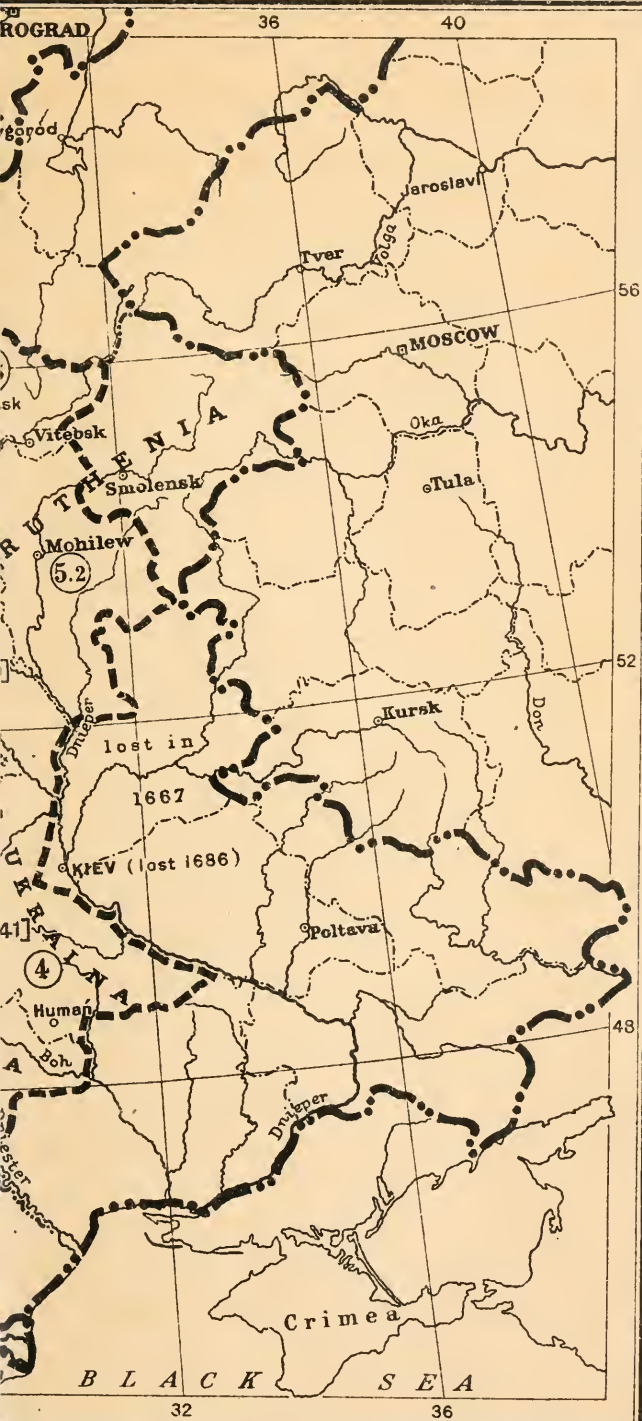 36
40
ROGRAD
gorod
Jaroslavl
Volga
Tver
56
MOSCOW
sk
Vitebsk
Oka
RUTHENIA
Smolensk
Tula
Mohilew
5.2
52
Don
Dnieper
Kursk
lost in
1667
KIEV (lost 1686)
UKRAINA
41]
Poltava
4
Human
48
Boh
A
Dnieper
ester
Crimea
BLACK SEA
32
36